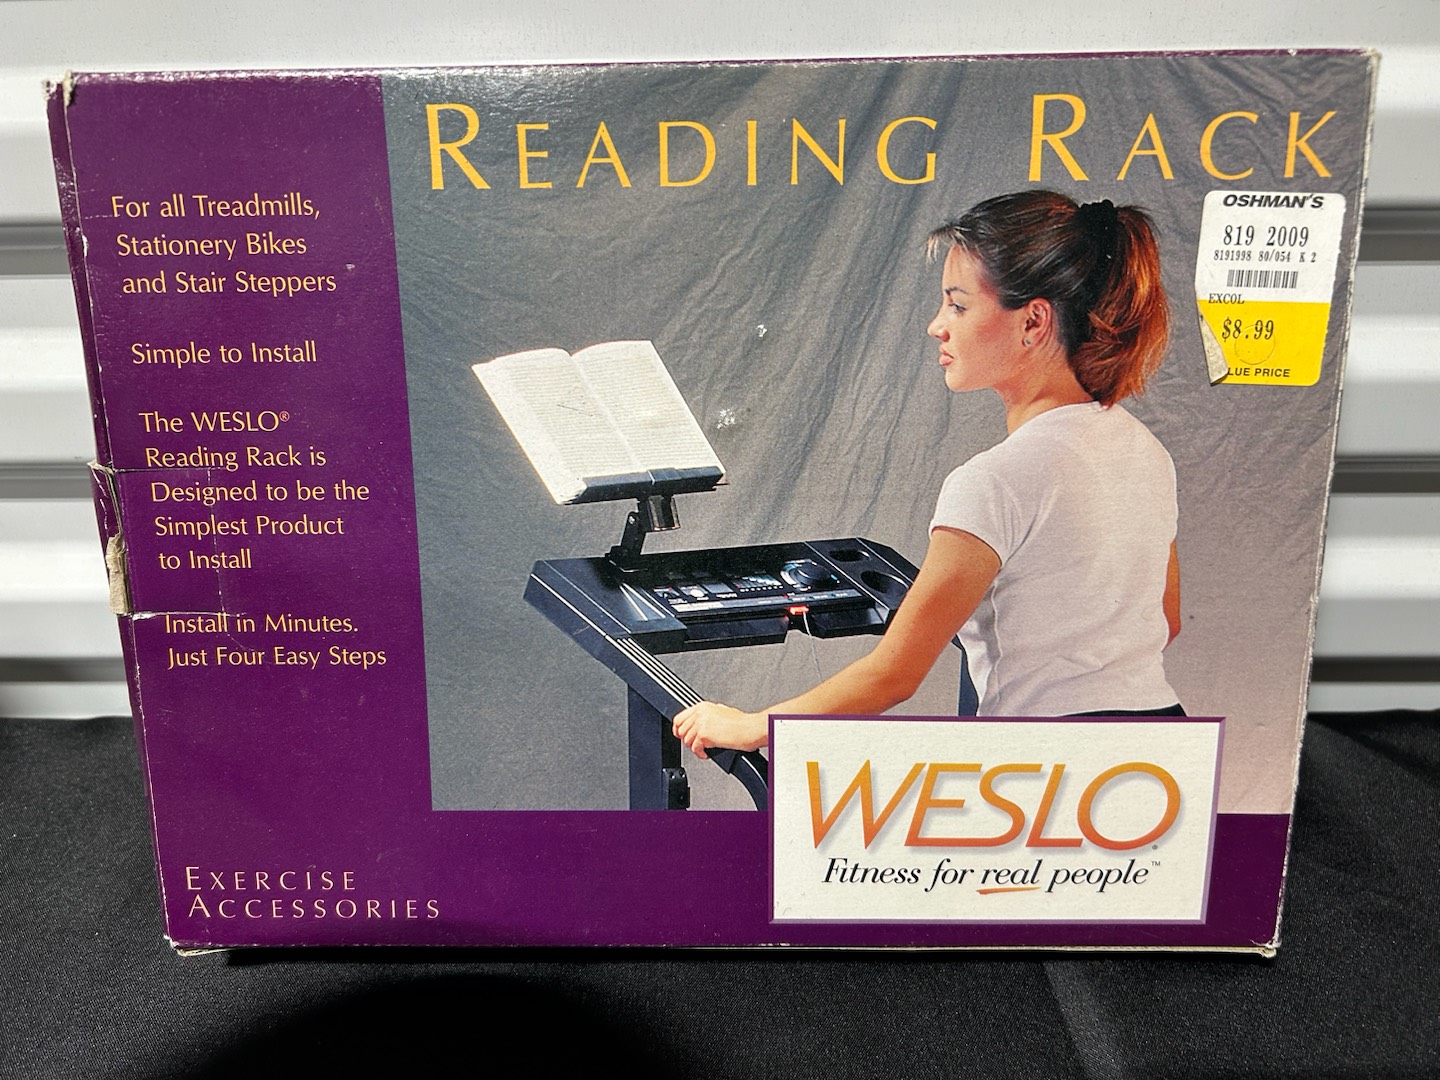 READING RACK
For all Treadmills,
Stationery Bikes
and Stair Steppers
Simple to Install
The WESLO®
Reading Rack is
Designed to be the
Simplest Product
to Install
Install in Minutes.
Just Four Easy Steps
EXERCISE
ACCESSORIES
OSHMAN'S
819 2009
8191998 80/054 K 2
EXCOL
$8.99
LUE PRICE
WESLO®
Fitness for real people™